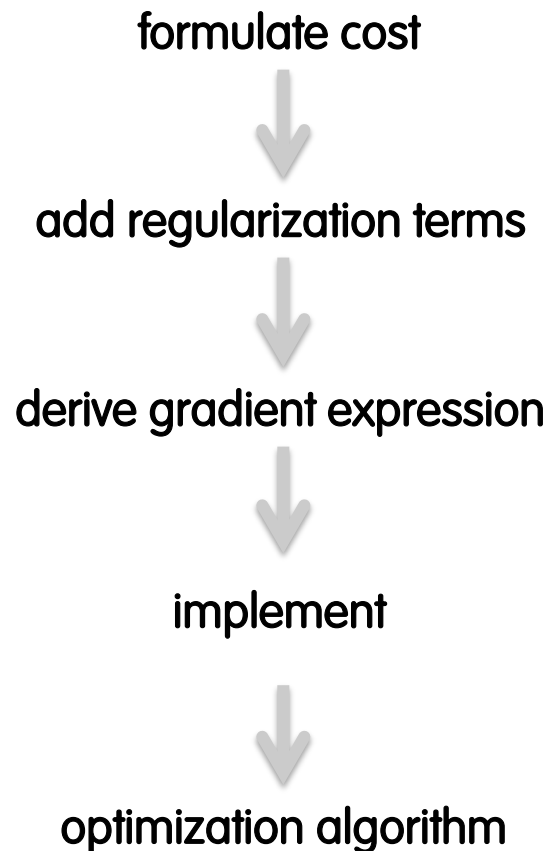 formulate cost
add regularization terms
derive gradient expression
implement
optimization algorithm